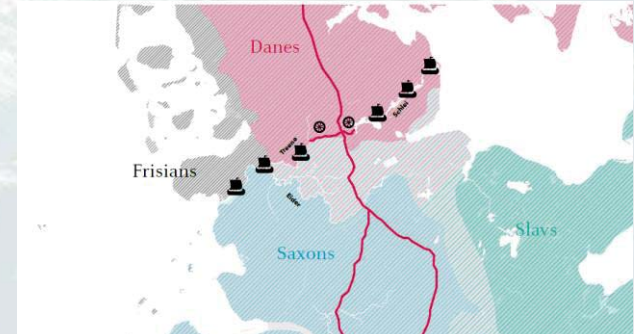 Danes
Schlei
Treene
Frisians
Eider
Slavs
Saxons